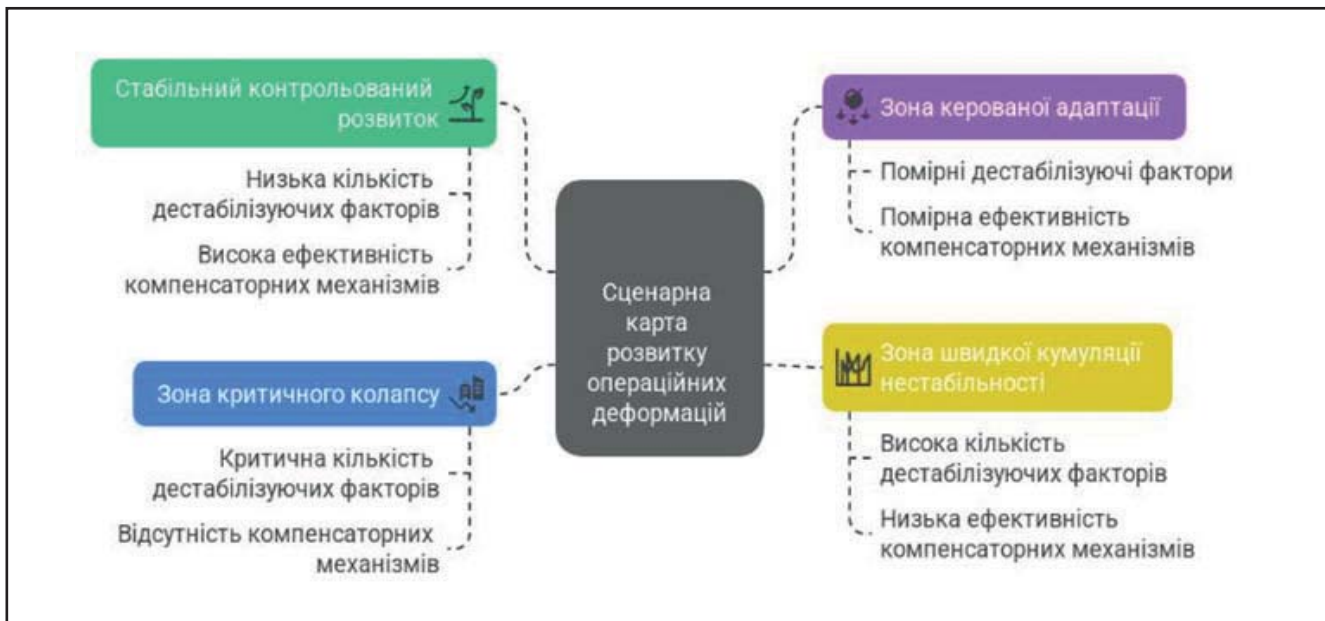 Стабільний контрольований
розвиток
Низька кількість
дестабілізуючих факторів
Висока ефективність
компенсаторних механізмів
Зона критичного колапсу
Критична кількість
дестабілізуючих факторів
Відсутність компенсаторних
механізмів
Сценарна
карта
розвитку
операційних
деформацій
Зона керованої адаптації
Помірні дестабілізуючі фактори
Помірна ефективність
компенсаторних механізмів
Зона швидкої кумуляції
нестабільності
Висока кількість
дестабілізуючих факторів
Низька ефективність
компенсаторних механізмів